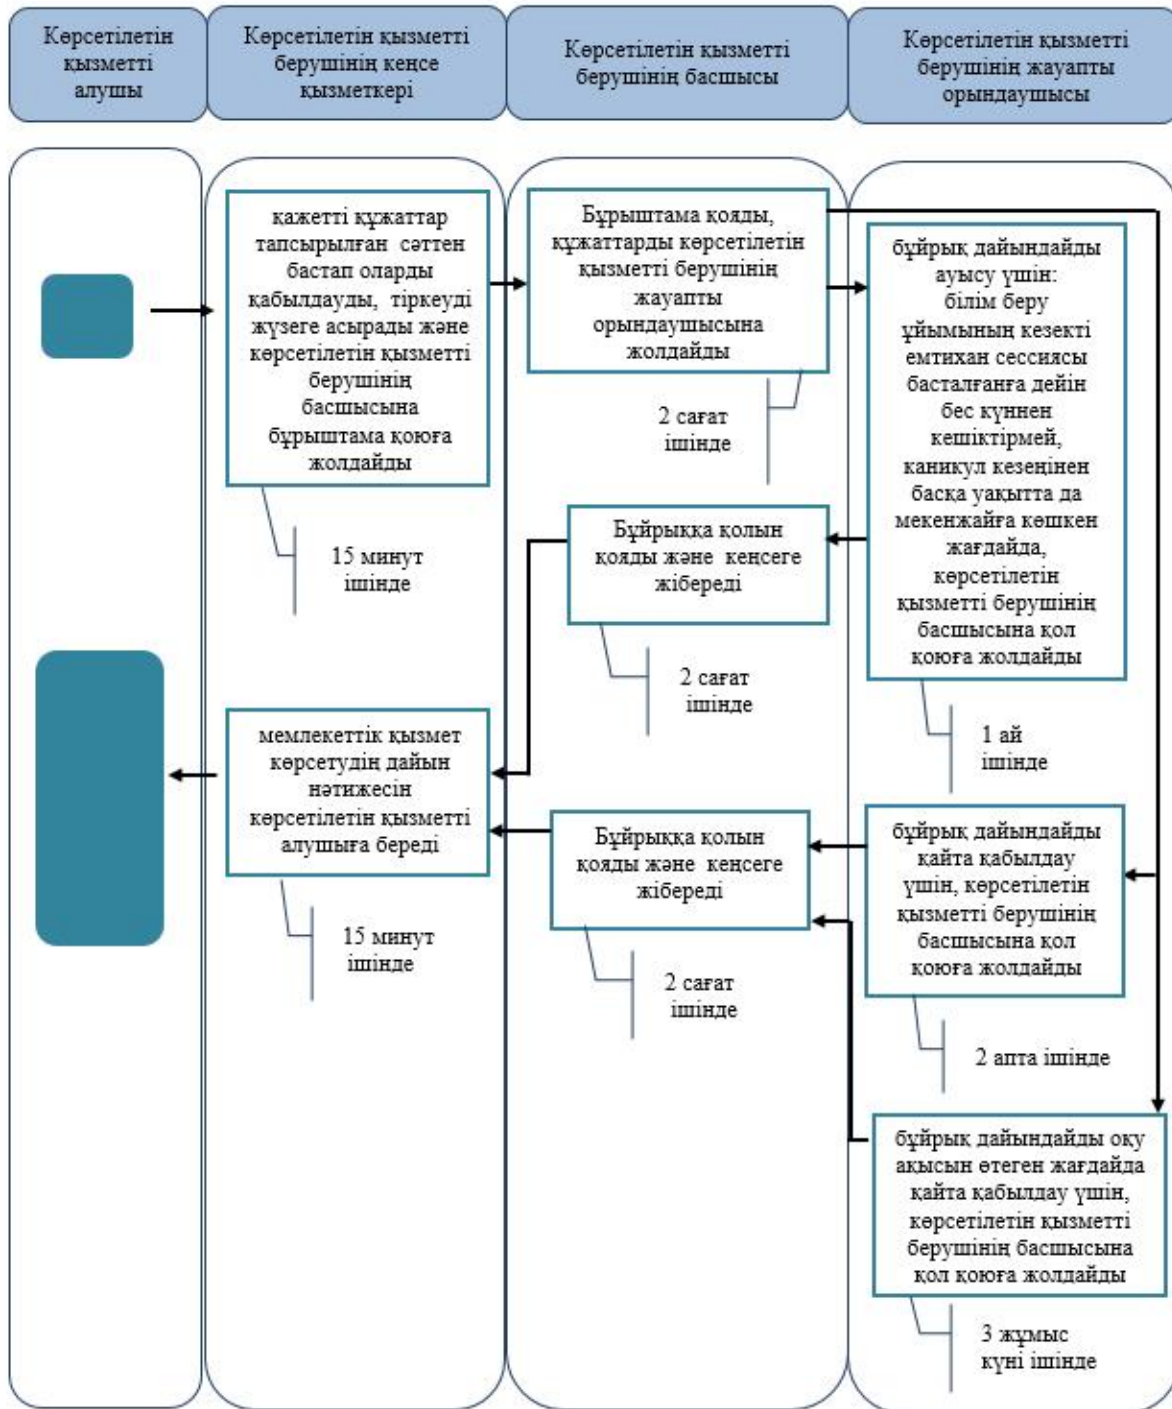 Көрсетілетін
қызметті
алушы
Көрсетілетін қызметті
берушінің кеңсе
қызметкері
Көрсетілетін қызметті
берушінің басшысы
Көрсетілетін қызметті
берушінің жауапты
орындаушысы
қажетті құжаттар
тапсырылған сәттен
бастап оларды
қабылдауды, тіркеуді
жүзеге асырады және
көрсетілетін қызметті
берушінің
басшысына
бұрыштама қоюға
жолдайды
15 минут
ішінде
Бұрыштама қояды,
құжаттарды көрсетілетін
қызметті берушінің
жауапты
орындаушысына
жолдайды
2 сағат
ішінде
бұйрық дайындайды
ауысу үшін:
білім беру
ұйымының кезекті
емтихан сессиясы
басталғанға дейін
бес күннен
кешіктірмей,
каникул кезеңінен
басқа уақытта да
мекенжайға көшкен
жағдайда,
көрсетілетін
қызметті берушінің
басшысына қол
қоюға жолдайды
1 ай
ішінде
Бұйрыққа қолын
қояды және кеңсеге
жібереді
2 сағат
ішінде
мемлекеттік қызмет
көрсетудің дайын
нәтижесін
көрсетілетін қызметті
алушыға береді
15 минут
ішінде
Бұйрыққа қолын
қояды және кеңсеге
жібереді
2 сағат
ішінде
бұйрық дайындайды
қайта қабылдау
үшін, көрсетілетін
қызметті берушінің
басшысына қол
қоюға жолдайды
2 апта ішінде
бұйрық дайындайды оқу
ақысын өтеген жағдайда
қайта қабылдау үшін,
көрсетілетін қызметті
берушінің басшысына
қол қоюға жолдайды
3 жұмыс
күні ішінде